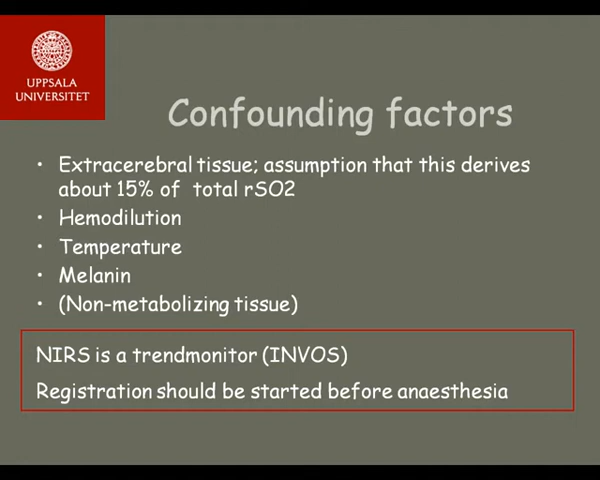 UPPSALA
UNIVERSITET
Confounding factors
• Extracerebral tissue; assumption that this derives
about 15% of total rSO2
• Hemodilution
• Temperature
• Melanin
• (Non-metabolizing tissue)
NIRS is a trendmonitor (INVOS)
Registration should be started before anaesthesia